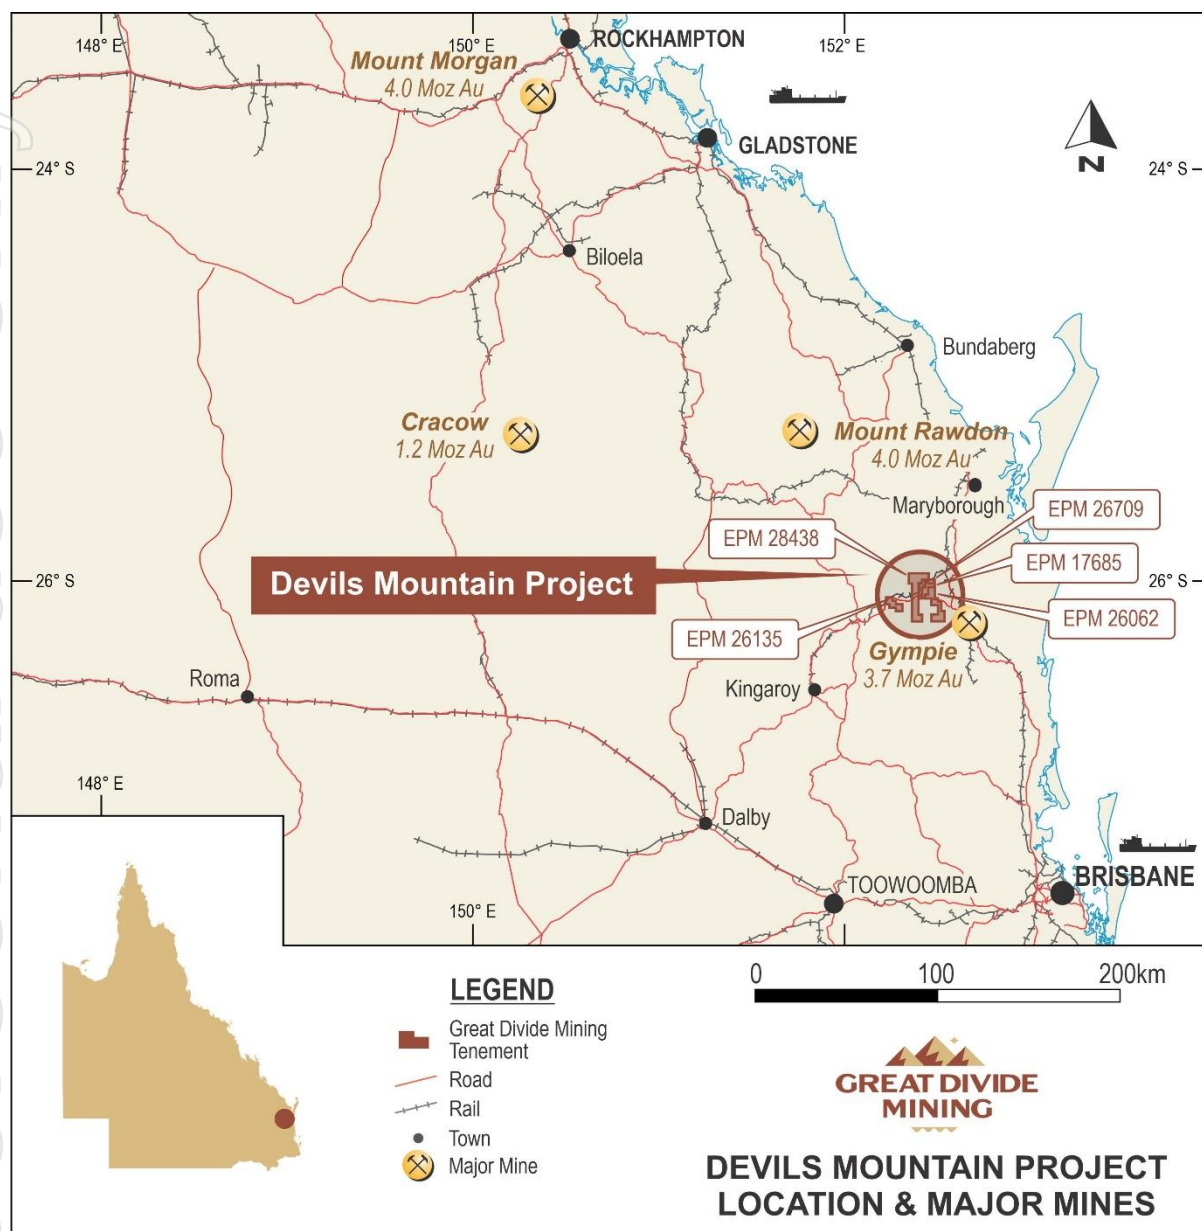 148° E
150° E
152° E
ROCKHAMPTON
Mount Morgan
4.0 Moz Au
GLADSTONE
N
24° S
24° S
Biloela
Bundaberg
Cracow
1.2 Moz Au
Mount Rawdon
4.0 Moz Au
Maryborough
EPM 26709
EPM 28438
EPM 17685
Devils Mountain Project
26° S
26° S
EPM 26062
EPM 26135
Gympie
3.7 Moz Au
Roma
Kingaroy
148° E
Dalby
BRISBANE
TOOWOOMBA
150° E
0
100
200km
LEGEND
Great Divide Mining
Tenement
Road
Rail
Town
Major Mine
GREAT DIVIDE
MINING
DEVILS MOUNTAIN PROJECT
LOCATION & MAJOR MINES